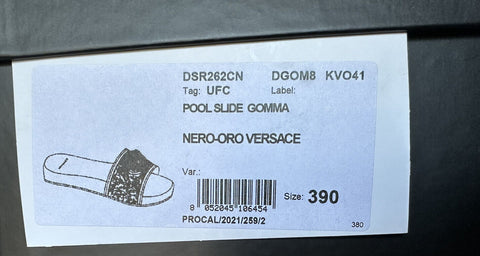 DSR262CN DGOM8 KVO41
Tag: UFC Label:
POOL SLIDE GOMMA
NERO-ORO VERSACE
Var.:
8 052045 106454
Size: 390
PROCAL/2021/259/2
380